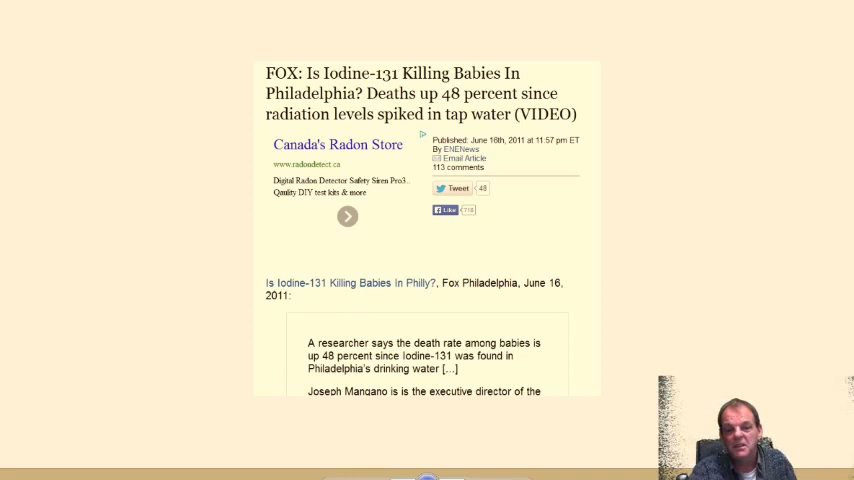 FOX: Is Iodine-131 Killing Babies In
Philadelphia? Deaths up 48 percent since
radiation levels spiked in tap water (VIDEO)
Canada's Radon Store
www.radondetect.ca
Digital Radon Detector Safety Siren Pro3.
Qaulity DIY test kits & more
Published: June 16th, 2011 at 11:57 pm ET
By ENENews
Email Article
113 comments
Tweet 48
Like 718
Is Iodine-131 Killing Babies In Philly?, Fox Philadelphia, June 16,
2011:
A researcher says the death rate among babies is
up 48 percent since Iodine-131 was found in
Philadelphia's drinking water [...]
Joseph Mangano is is the executive director of the